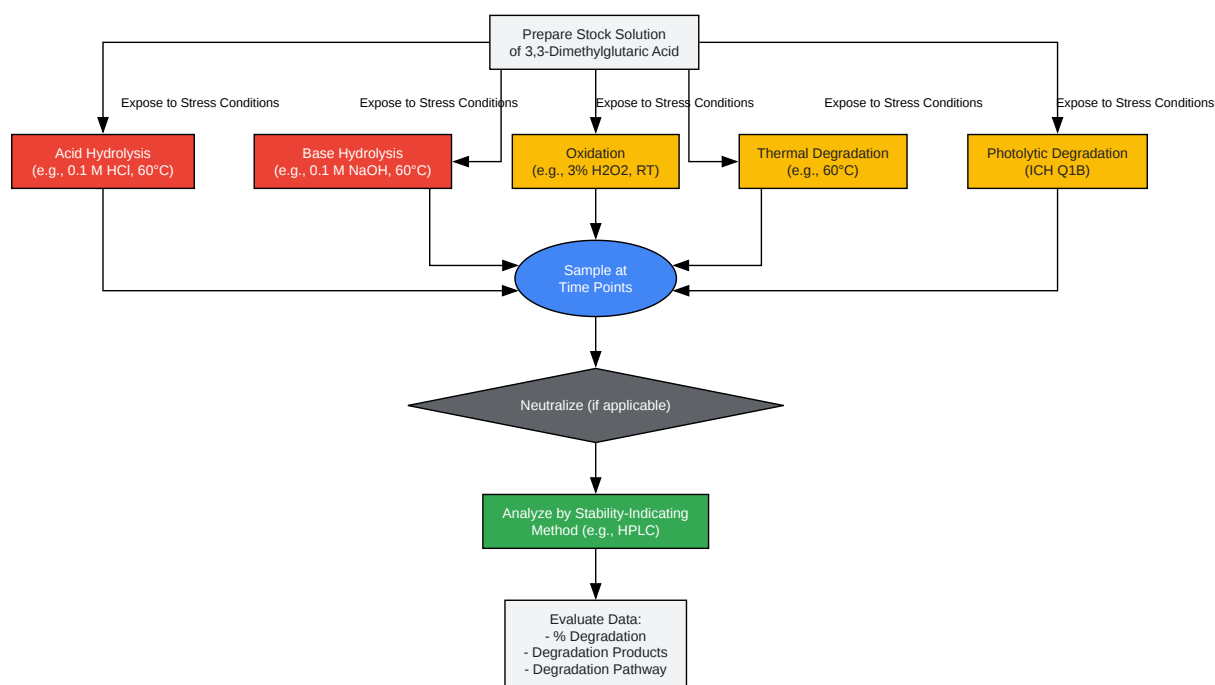 Prepare Stock Solution
of 3,3-Dimethylglutaric Acid
Expose to Stress Conditions
Expose to Stress Conditions
Expose to Stress Conditions
Expose to Stress Conditions
Expose to Stress Conditions
Acid Hydrolysis
(e.g., 0.1 M HCl, 60°C)
Base Hydrolysis
(e.g., 0.1 M NaOH, 60°C)
Oxidation
(e.g., 3% H2O2, RT)
Thermal Degradation
(e.g., 60°C)
Photolytic Degradation
(ICH Q1B)
Sample at
Time Points
Neutralize (if applicable)
Analyze by Stability-Indicating
Method (e.g., HPLC)
Evaluate Data:
- % Degradation
- Degradation Products
- Degradation Pathway